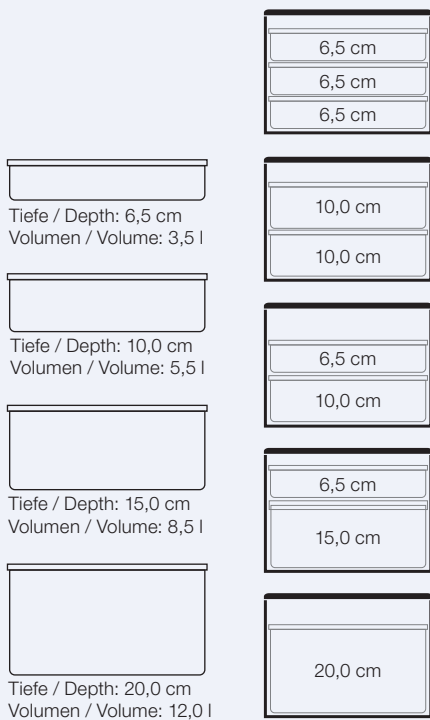 Tiefe / Depth: 6,5 cm
Volumen / Volume: 3,5 l
Tiefe / Depth: 10,0 cm
Volumen / Volume: 5,5 l
Tiefe / Depth: 15,0 cm
Volumen / Volume: 8,5 l
Tiefe / Depth: 20,0 cm
Volumen / Volume: 12,0 l
6,5 cm
6,5 cm
6,5 cm
10,0 cm
10,0 cm
6,5 cm
10,0 cm
6,5 cm
15,0 cm
20,0 cm